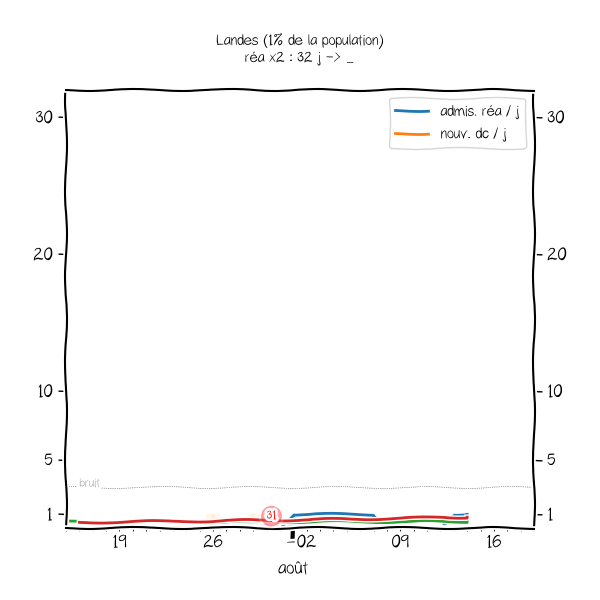 Landes (1% de la population)
réa x2 : 32 j -> _
admis. réa / j
nouv. dc / j
30
30
20
20
10
10
5
5
bruit
1
31
1
19
26
02
09
16
août